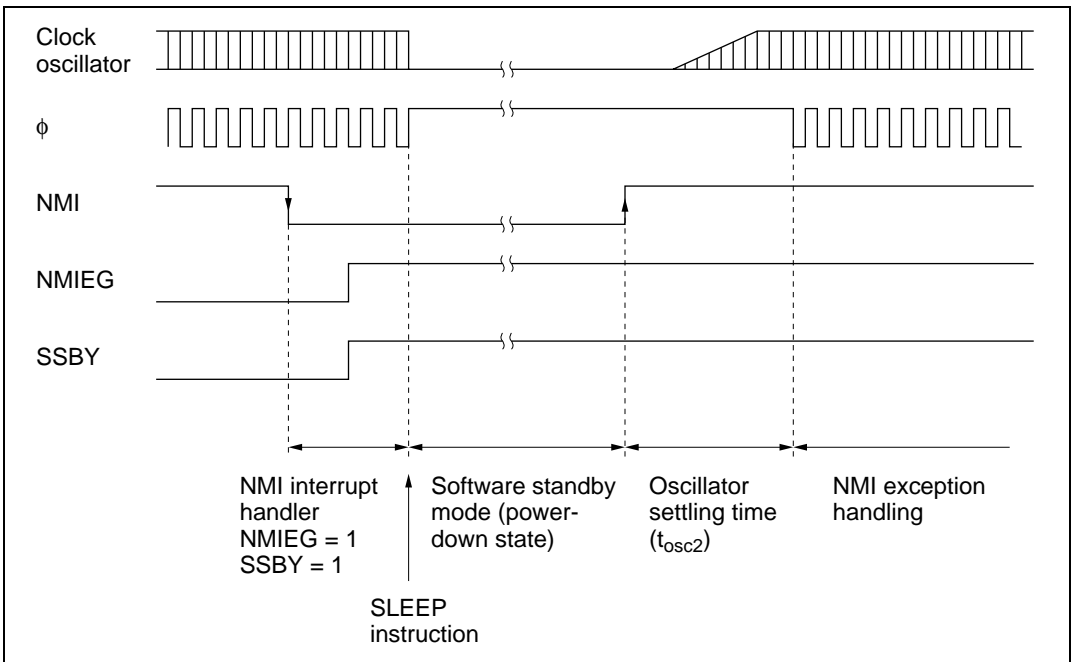 Clock
oscillator
φ
NMI
NMIEG
SSBY
NMI interrupt
handler
NMIEG = 1
SSBY = 1
Software standby
mode (power-
down state)
Oscillator
settling time
(tosc2)
NMI exception
handling
SLEEP
instruction